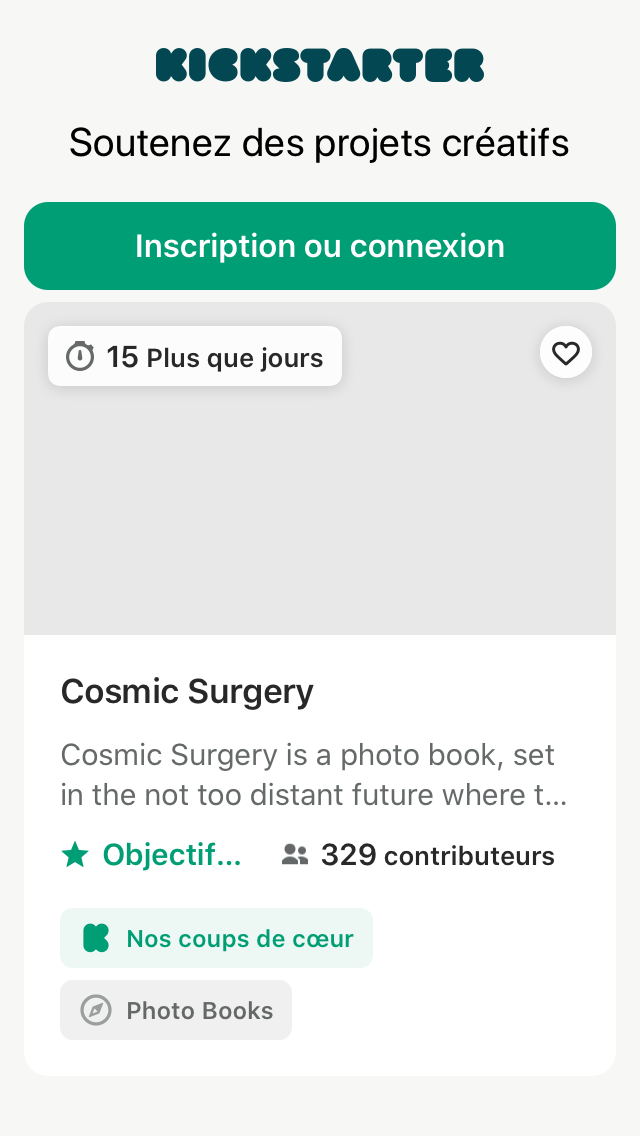 KICKSTARTER
Soutenez des projets créatifs
Inscription ou connexion
15 Plus que jours
Cosmic Surgery
Cosmic Surgery is a photo book, set
in the not too distant future where t...
Objectif... 329 contributeurs
Nos coups de cœur
Photo Books